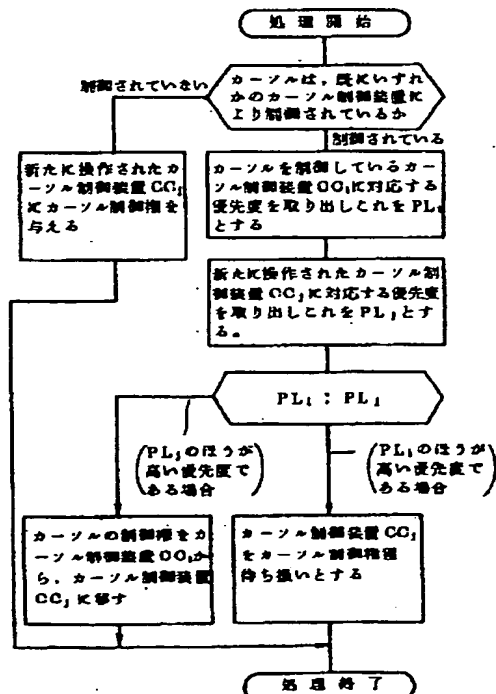 処理開始
カーソルは、既にいずれ
かのカーソル制御装置に
より制御されているか
制御されていない
制御されている
新たに操作されたカ
ーソル制御装置CCj
にカーソル制御権を
与える
カーソルを制御しているカー
ソル制御装置CCiに対応する
優先度を取り出しこれをPLi
とする
新たに操作されたカーソル制
御装置CCjに対応する優先度
を取り出しこれをPLjとす
る。
PLi:PLj
(PLjのほうが
高い優先度で
ある場合)
(PLiのほうが
高い優先度で
ある場合)
カーソルの制御権をカ
ーソル制御装置CCiか
ら、カーソル制御装置
CCjに移す
カーソル制御装置CCj
をカーソル制御権獲
待ち扱いとする
処理終了